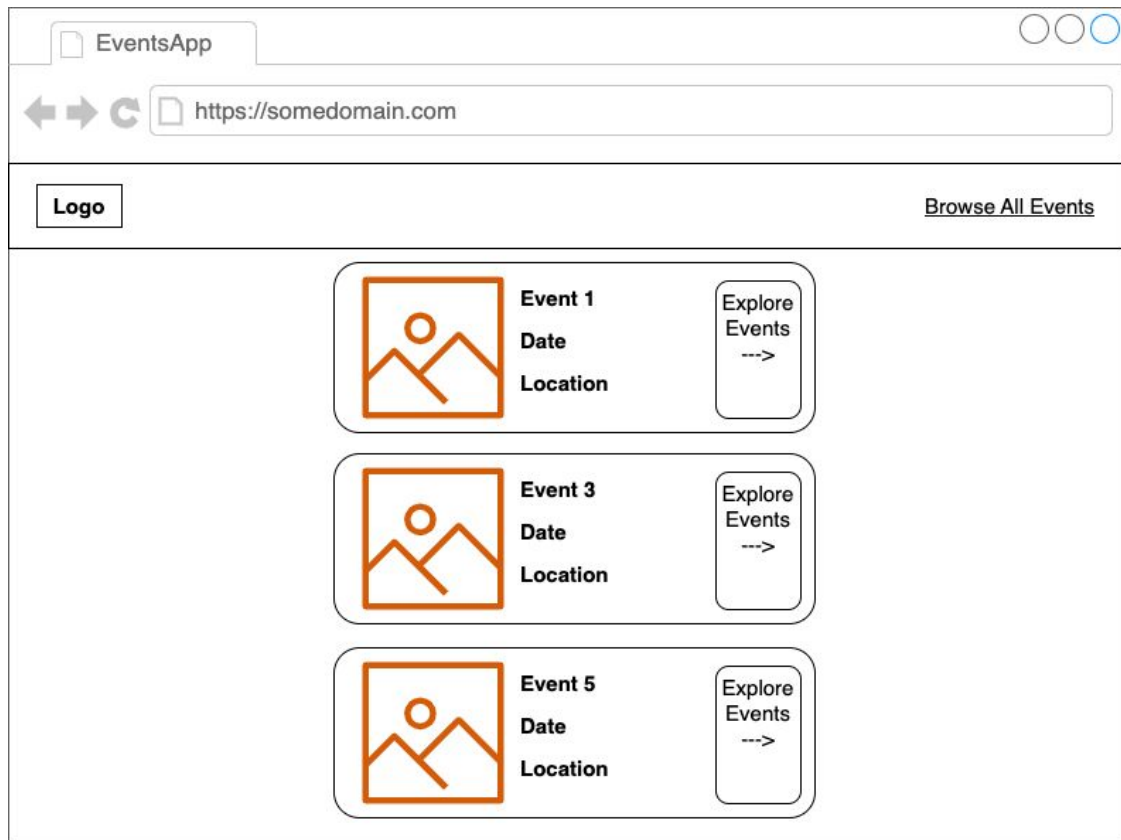 EventsApp
https://somedomain.com
Logo
Browse All Events
Event 1
Date
Location
Explore
Events
--->
Event 3
Date
Location
Explore
Events
--->
Event 5
Date
Location
Explore
Events
--->